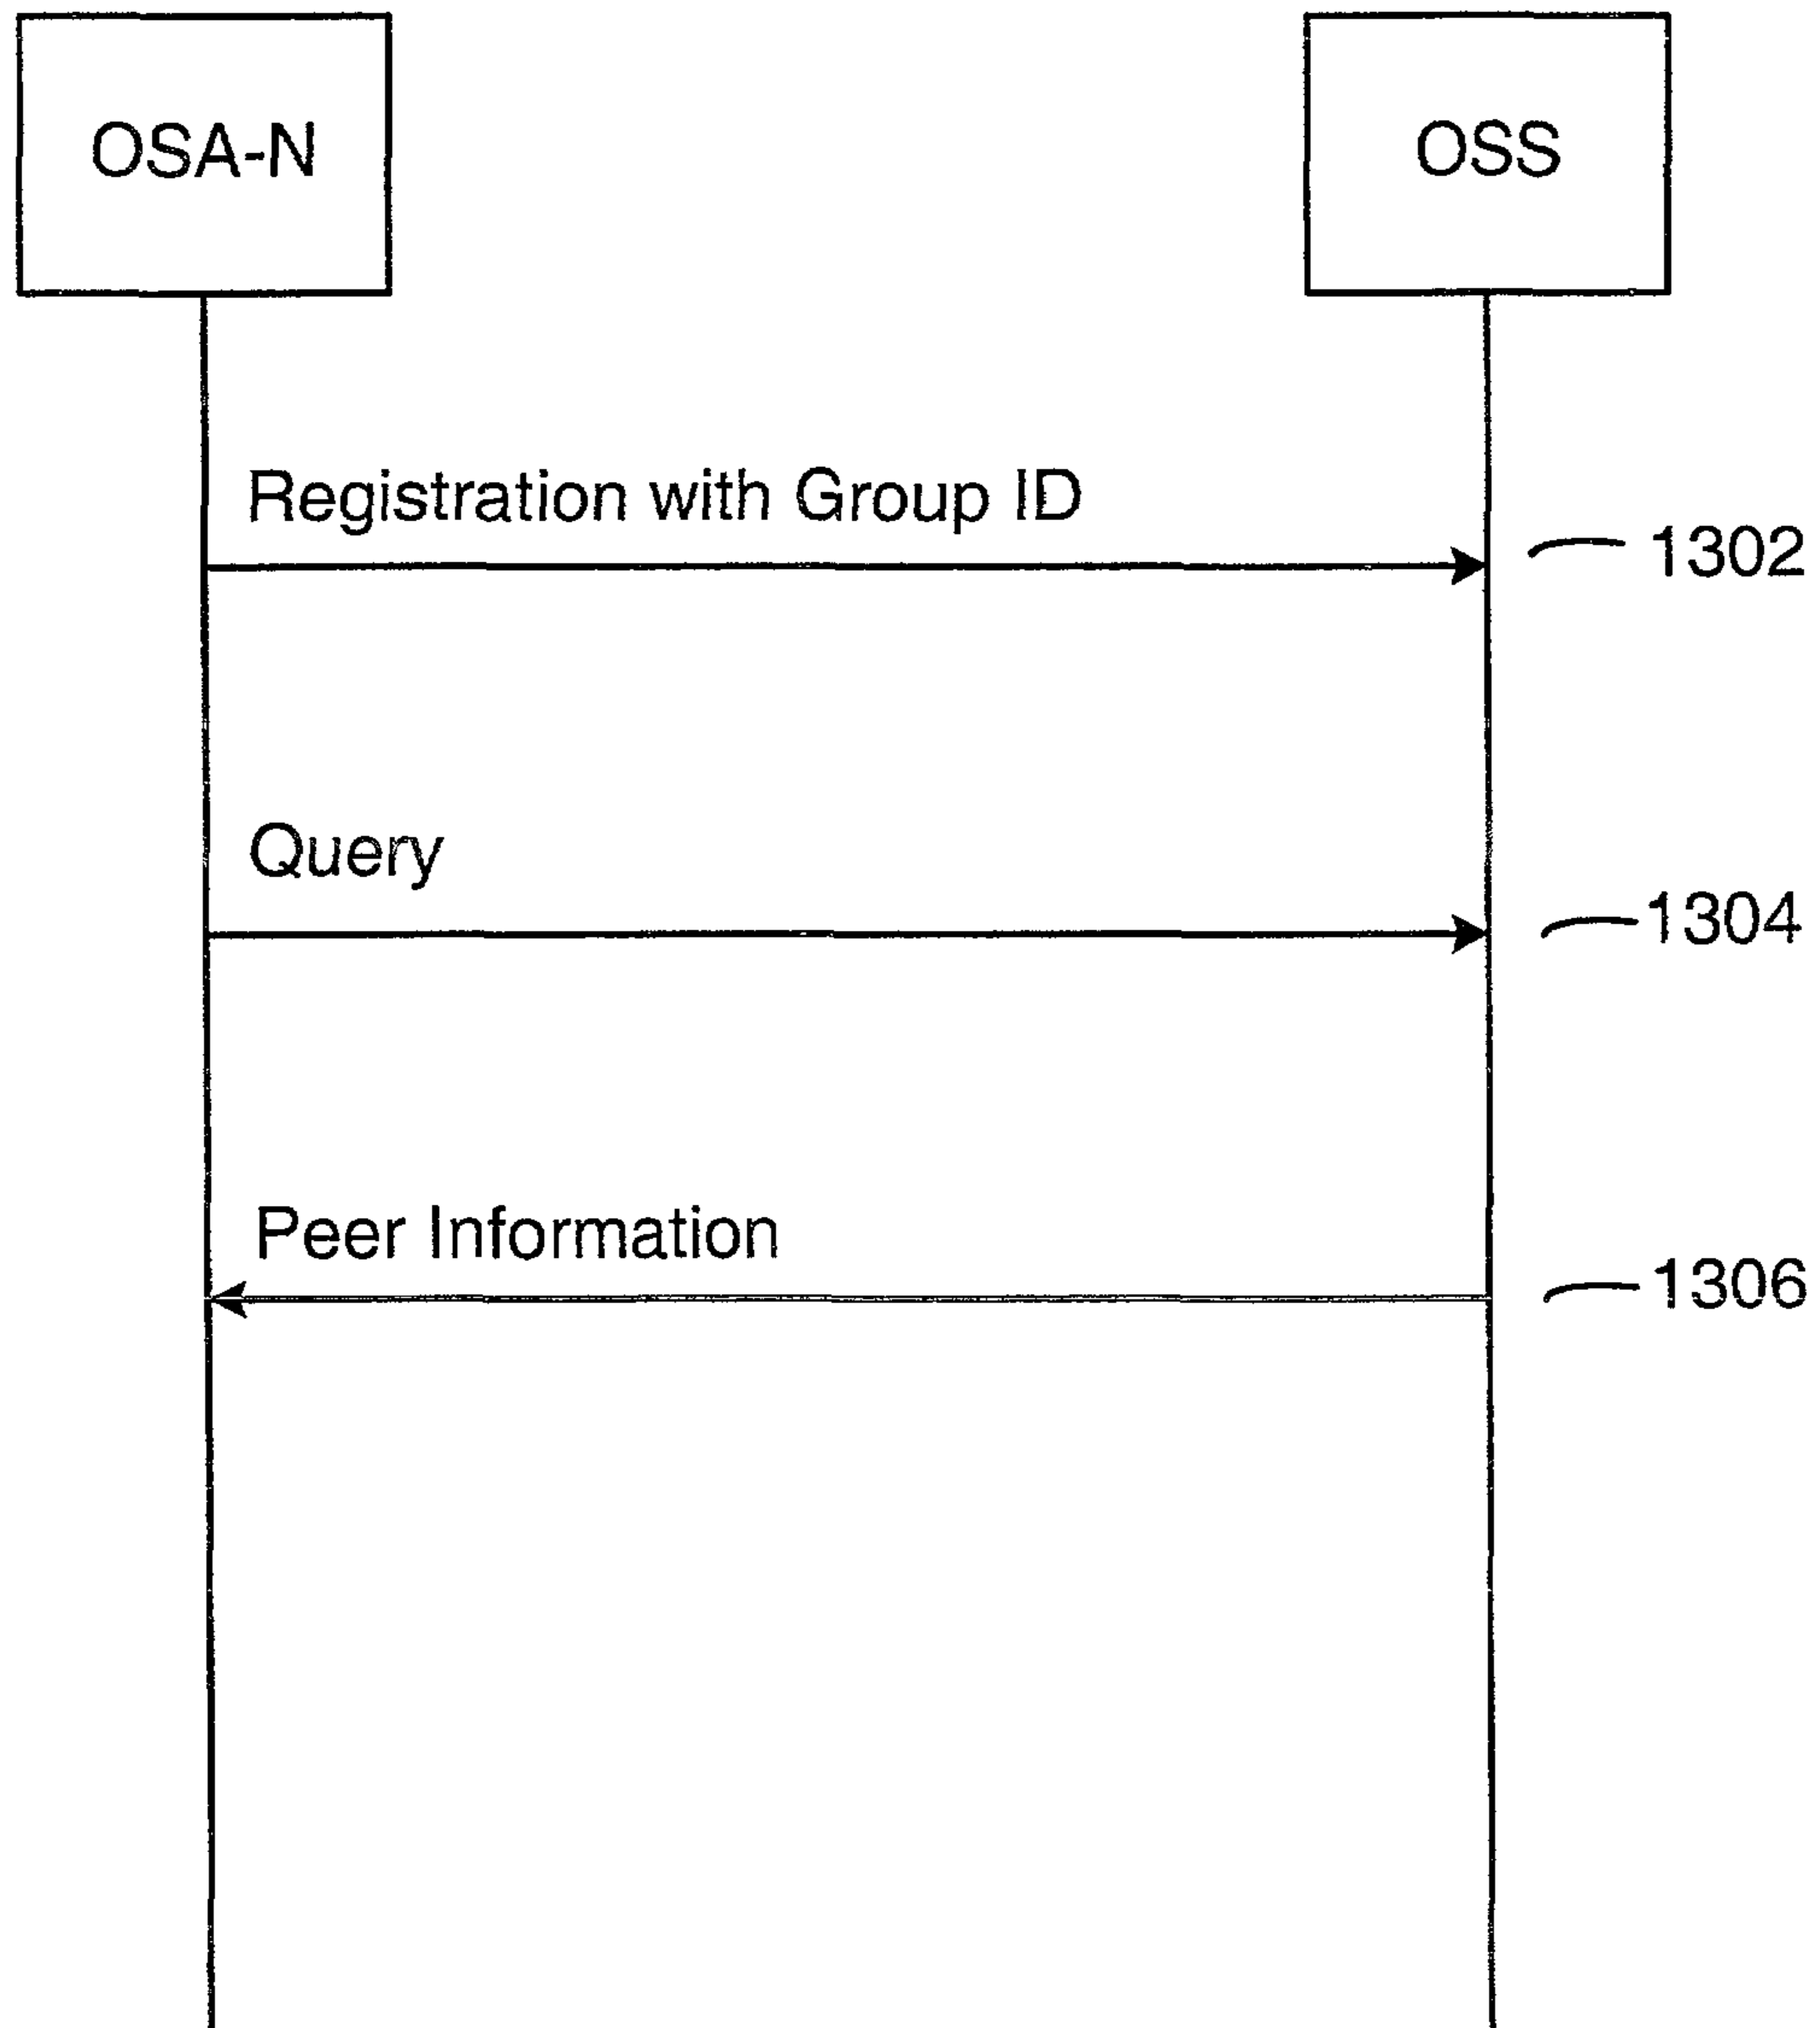 OSA-N
OSS
Registration with Group ID
1302
Query
1304
Peer Information
1306